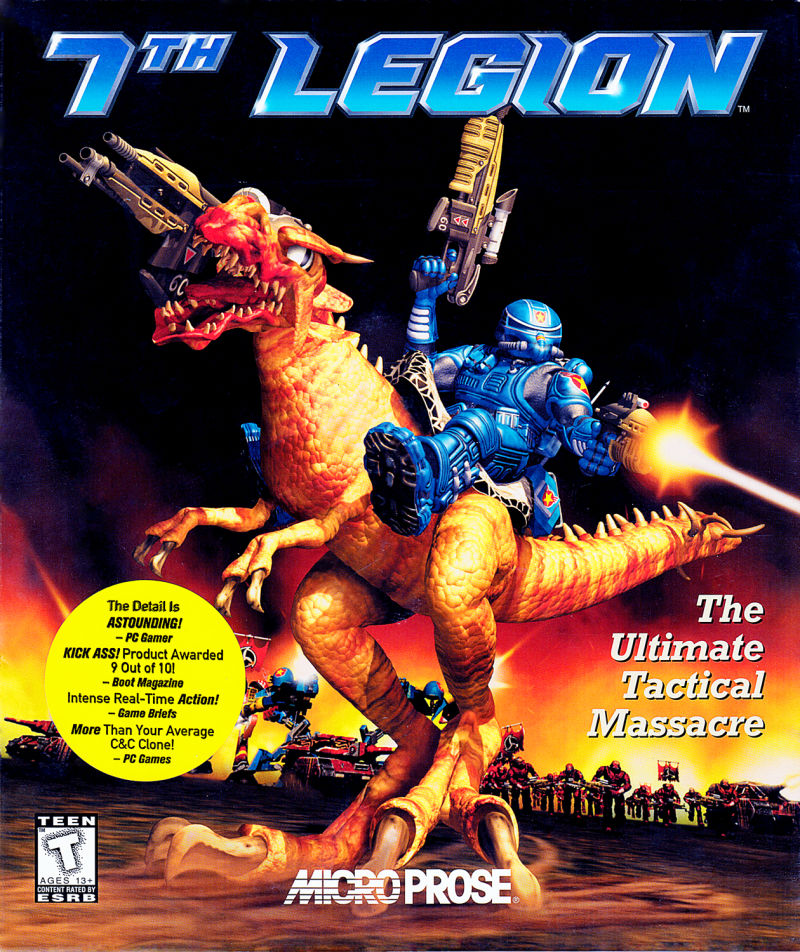 7TH LEGION
TM
09
The
Ultimate
Tactical
Massacre
The Detail Is
ASTOUNDING!
– PC Gamer
KICK ASS! Product Awarded
9 Out of 10!
– Boot Magazine
Intense Real-Time Action!
– Game Briefs
More Than Your Average
C&C Clone!
– PC Games
TEEN
T
AGES 13+
CONTENT RATED BY
ESRB
MICROPROSE®